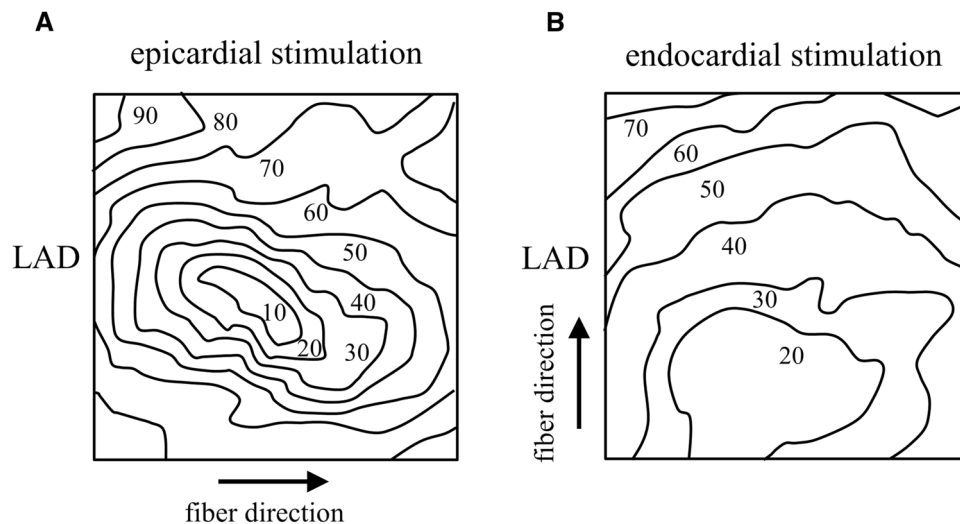 A
epicardial stimulation
90
80
70
60
50
40
30
20
10
LAD
fiber direction
B
endocardial stimulation
70
60
50
40
30
20
LAD
fiber direction